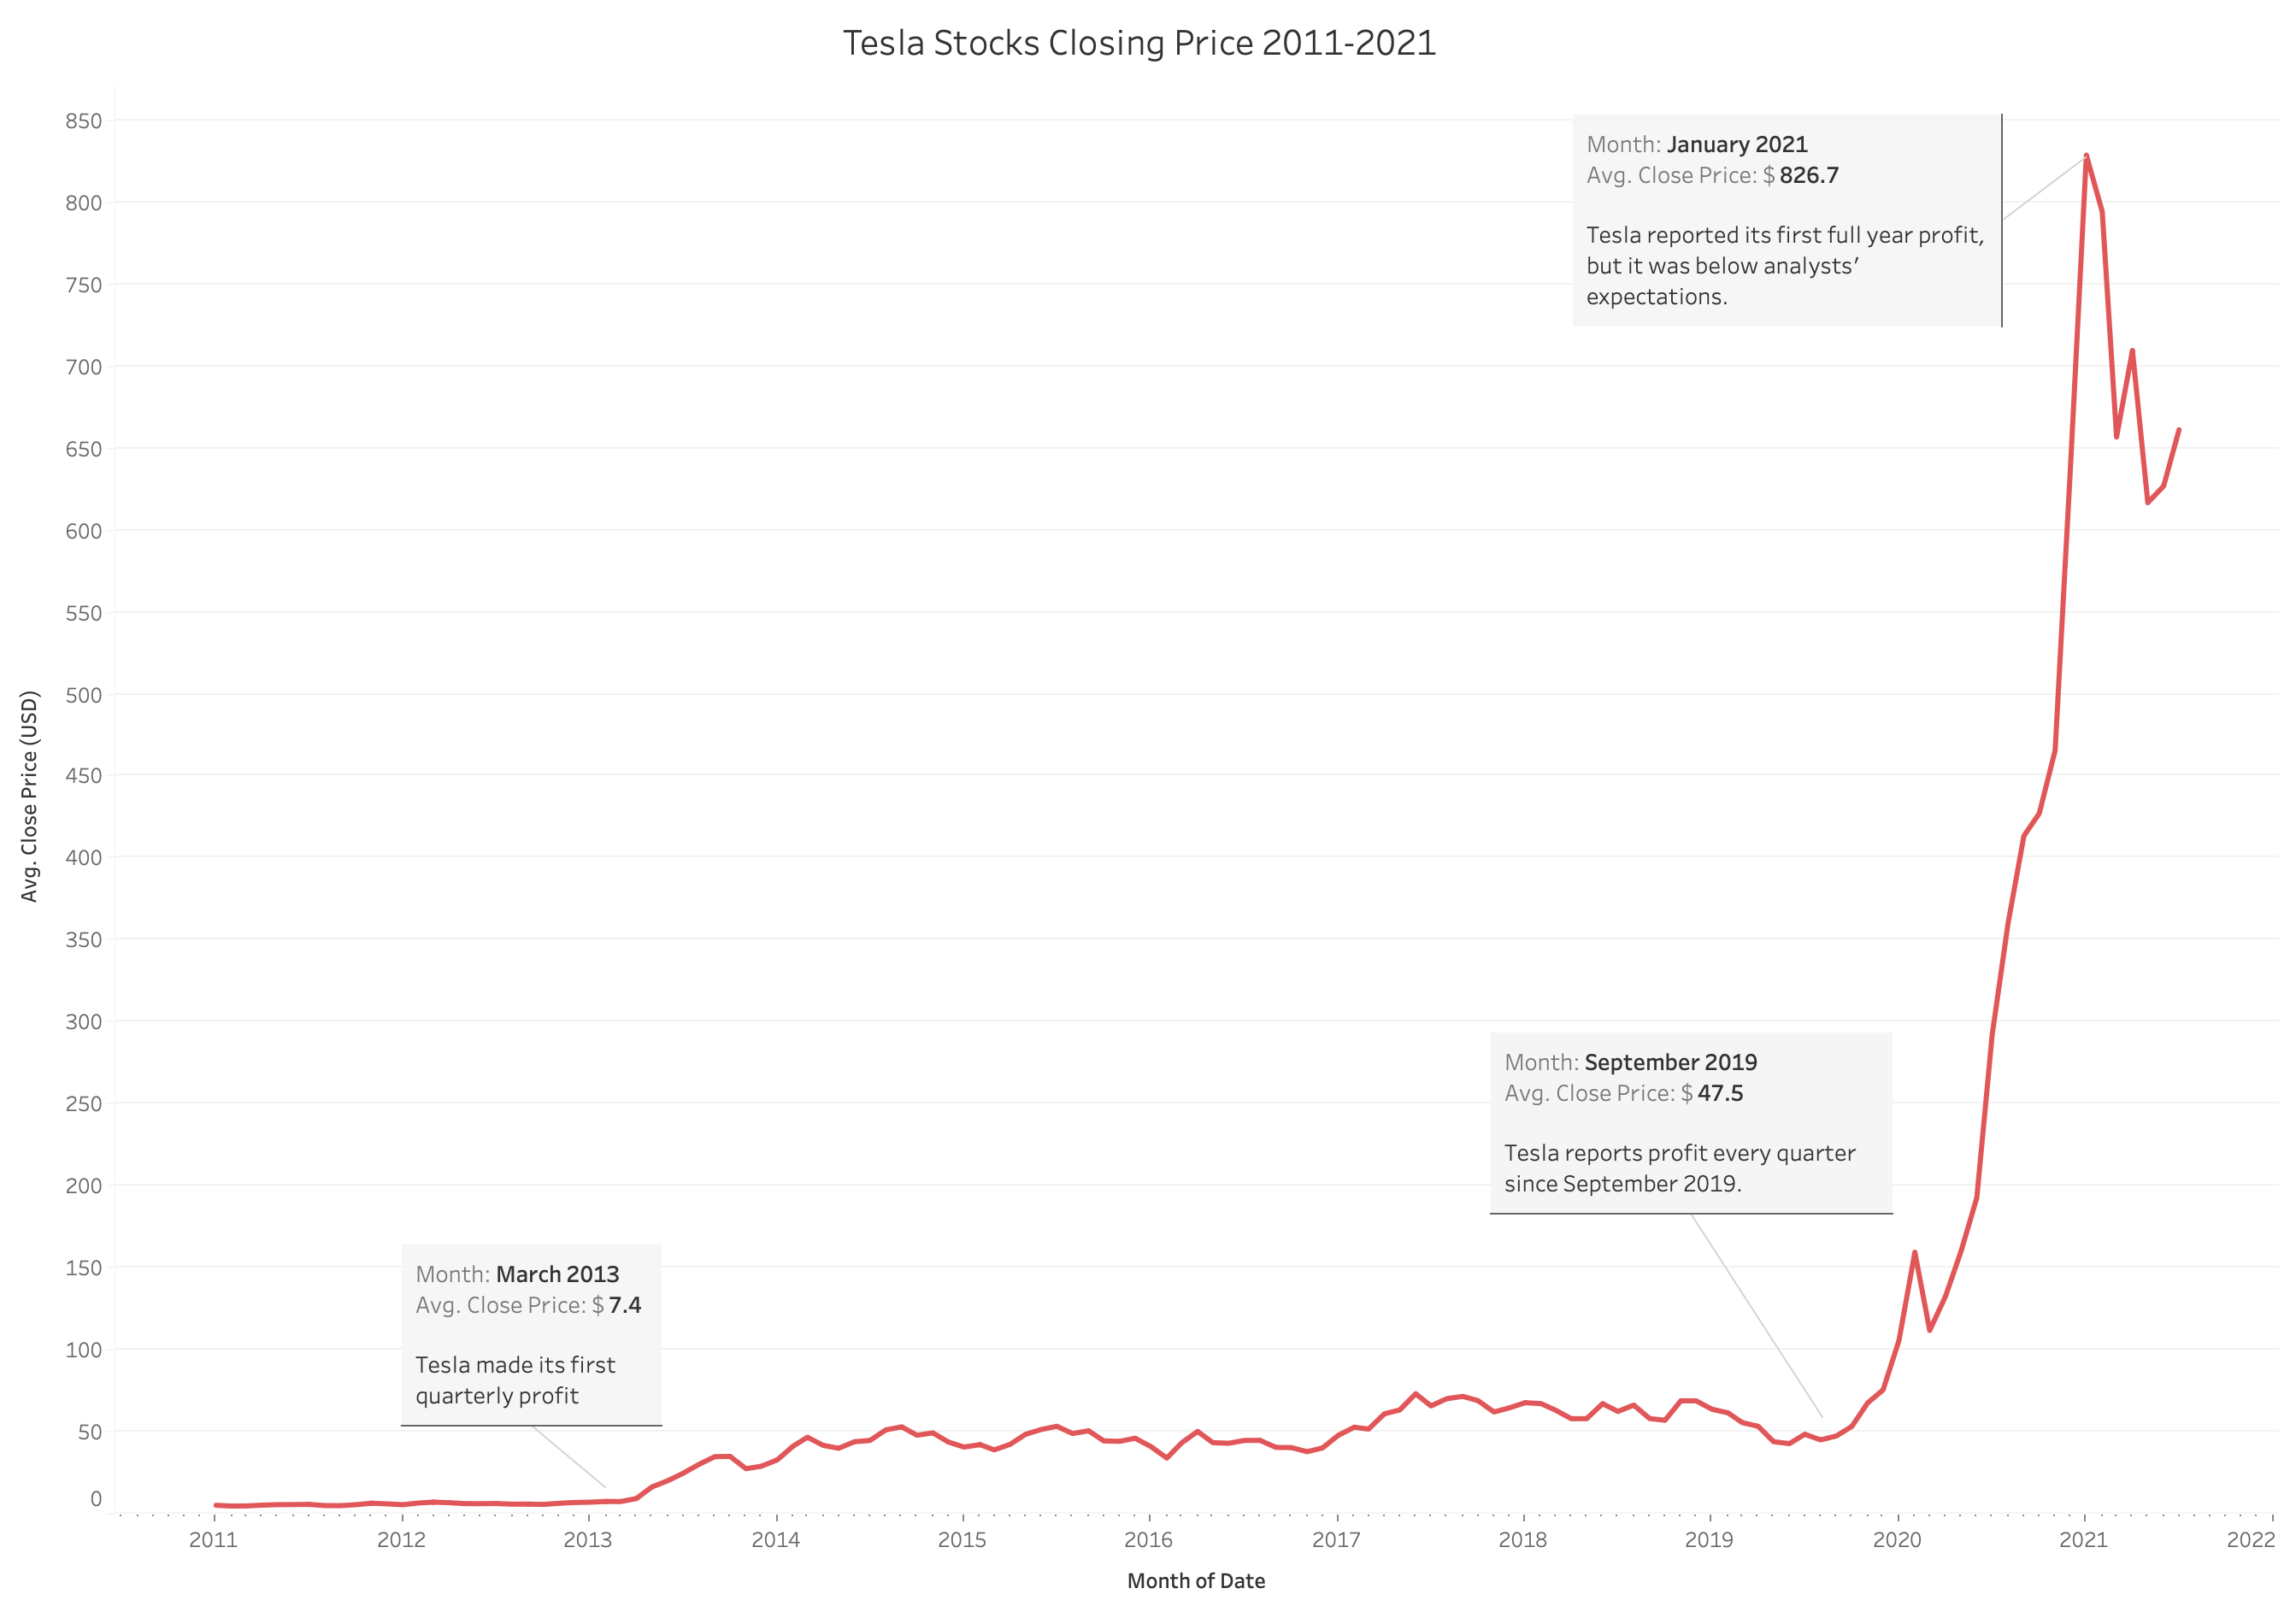 Tesla Stocks Closing Price 2011-2021
850
800
750
700
650
600
550
500
450
400
350
300
250
200
150
100
50
0
Avg. Close Price (USD)
Month: January 2021
Avg. Close Price: $ 826.7
Tesla reported its first full year profit,
but it was below analysts’
expectations.
Month: September 2019
Avg. Close Price: $ 47.5
Tesla reports profit every quarter
since September 2019.
Month: March 2013
Avg. Close Price: $ 7.4
Tesla made its first
quarterly profit
2011 2012 2013 2014 2015 2016 2017 2018 2019 2020 2021 2022
Month of Date